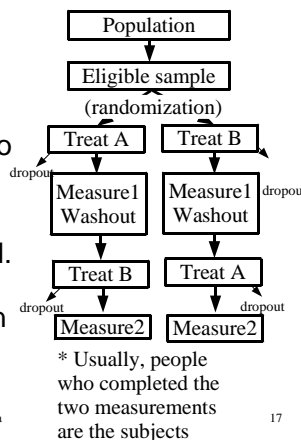 Population
Eligible sample
(randomization)
o
Treat A Treat B
dropout
Measure1 Measure1 dropou
Washout Washout
l.
Treat B Treat A
n
dropout dropout
Measure2 Measure2
* Usually, people
who completed the
two measurements
n 17
are the subjects